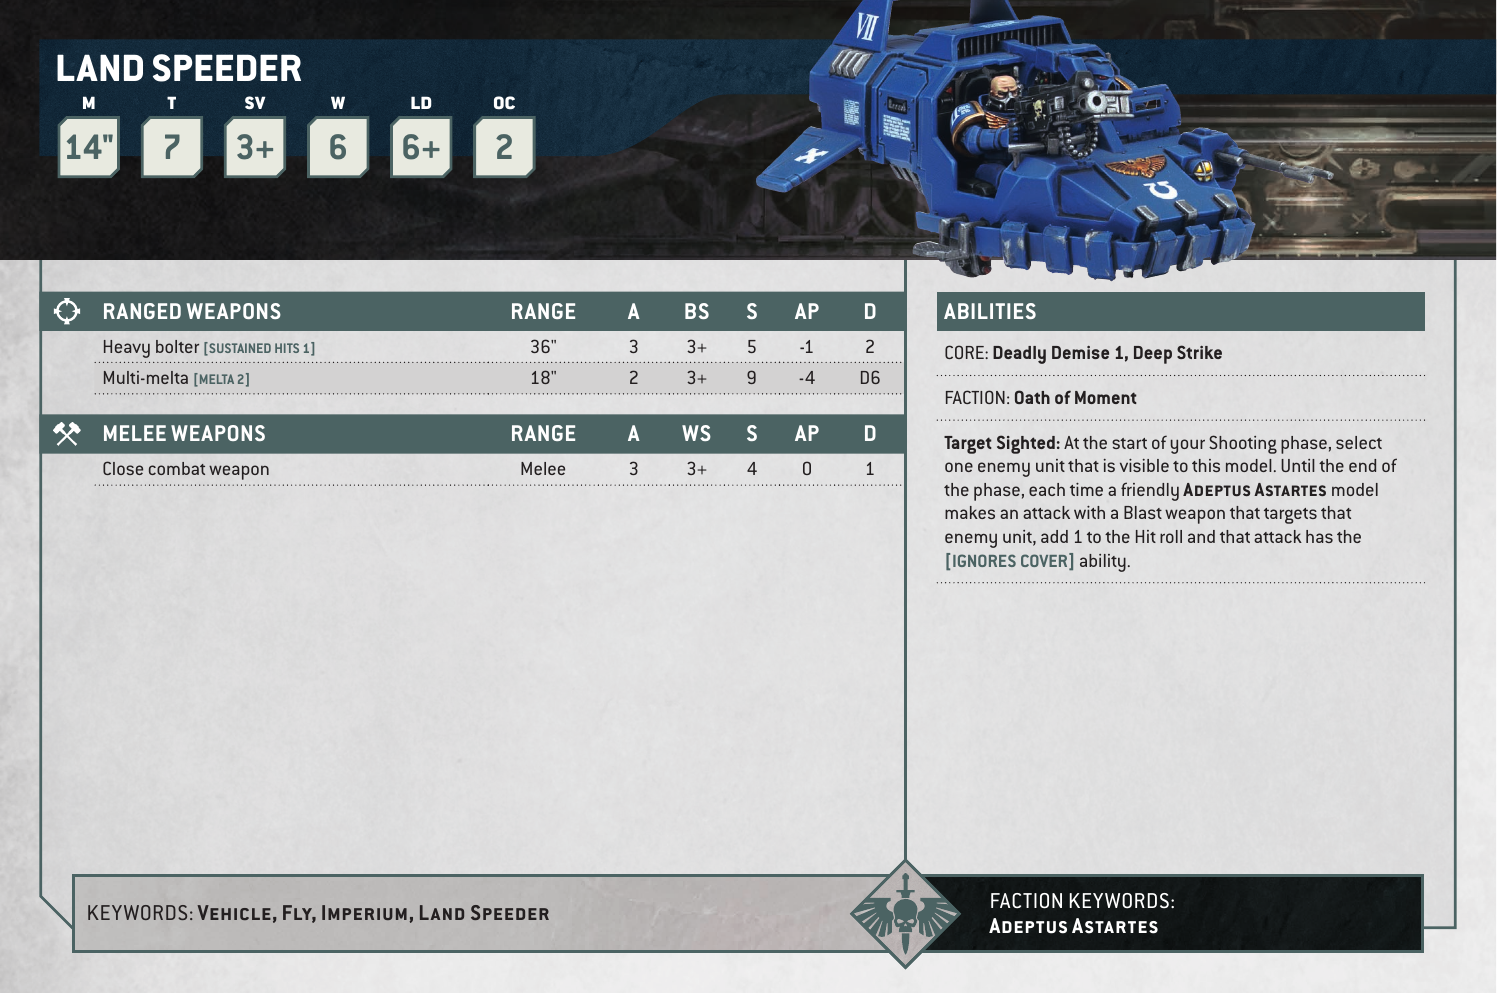 LAND SPEEDER
M T SV W LD OC
14" 7 3+ 6 6+ 2
VII
X
RANGED WEAPONS RANGE A BS S AP D
Heavy bolter [SUSTAINED HITS 1] 36" 3 3+ 5 -1 2
Multi-melta [MELTA 2] 18" 2 3+ 9 -4 D6
MELEE WEAPONS RANGE A WS S AP D
Close combat weapon Melee 3 3+ 4 0 1
ABILITIES
CORE: Deadly Demise 1, Deep Strike
FACTION: Oath of Moment
Target Sighted: At the start of your Shooting phase, select
one enemy unit that is visible to this model. Until the end of
the phase, each time a friendly ADEPTUS ASTARTES model
makes an attack with a Blast weapon that targets that
enemy unit, add 1 to the Hit roll and that attack has the
[IGNORES COVER] ability.
KEYWORDS: VEHICLE, FLY, IMPERIUM, LAND SPEEDER
FACTION KEYWORDS:
ADEPTUS ASTARTES